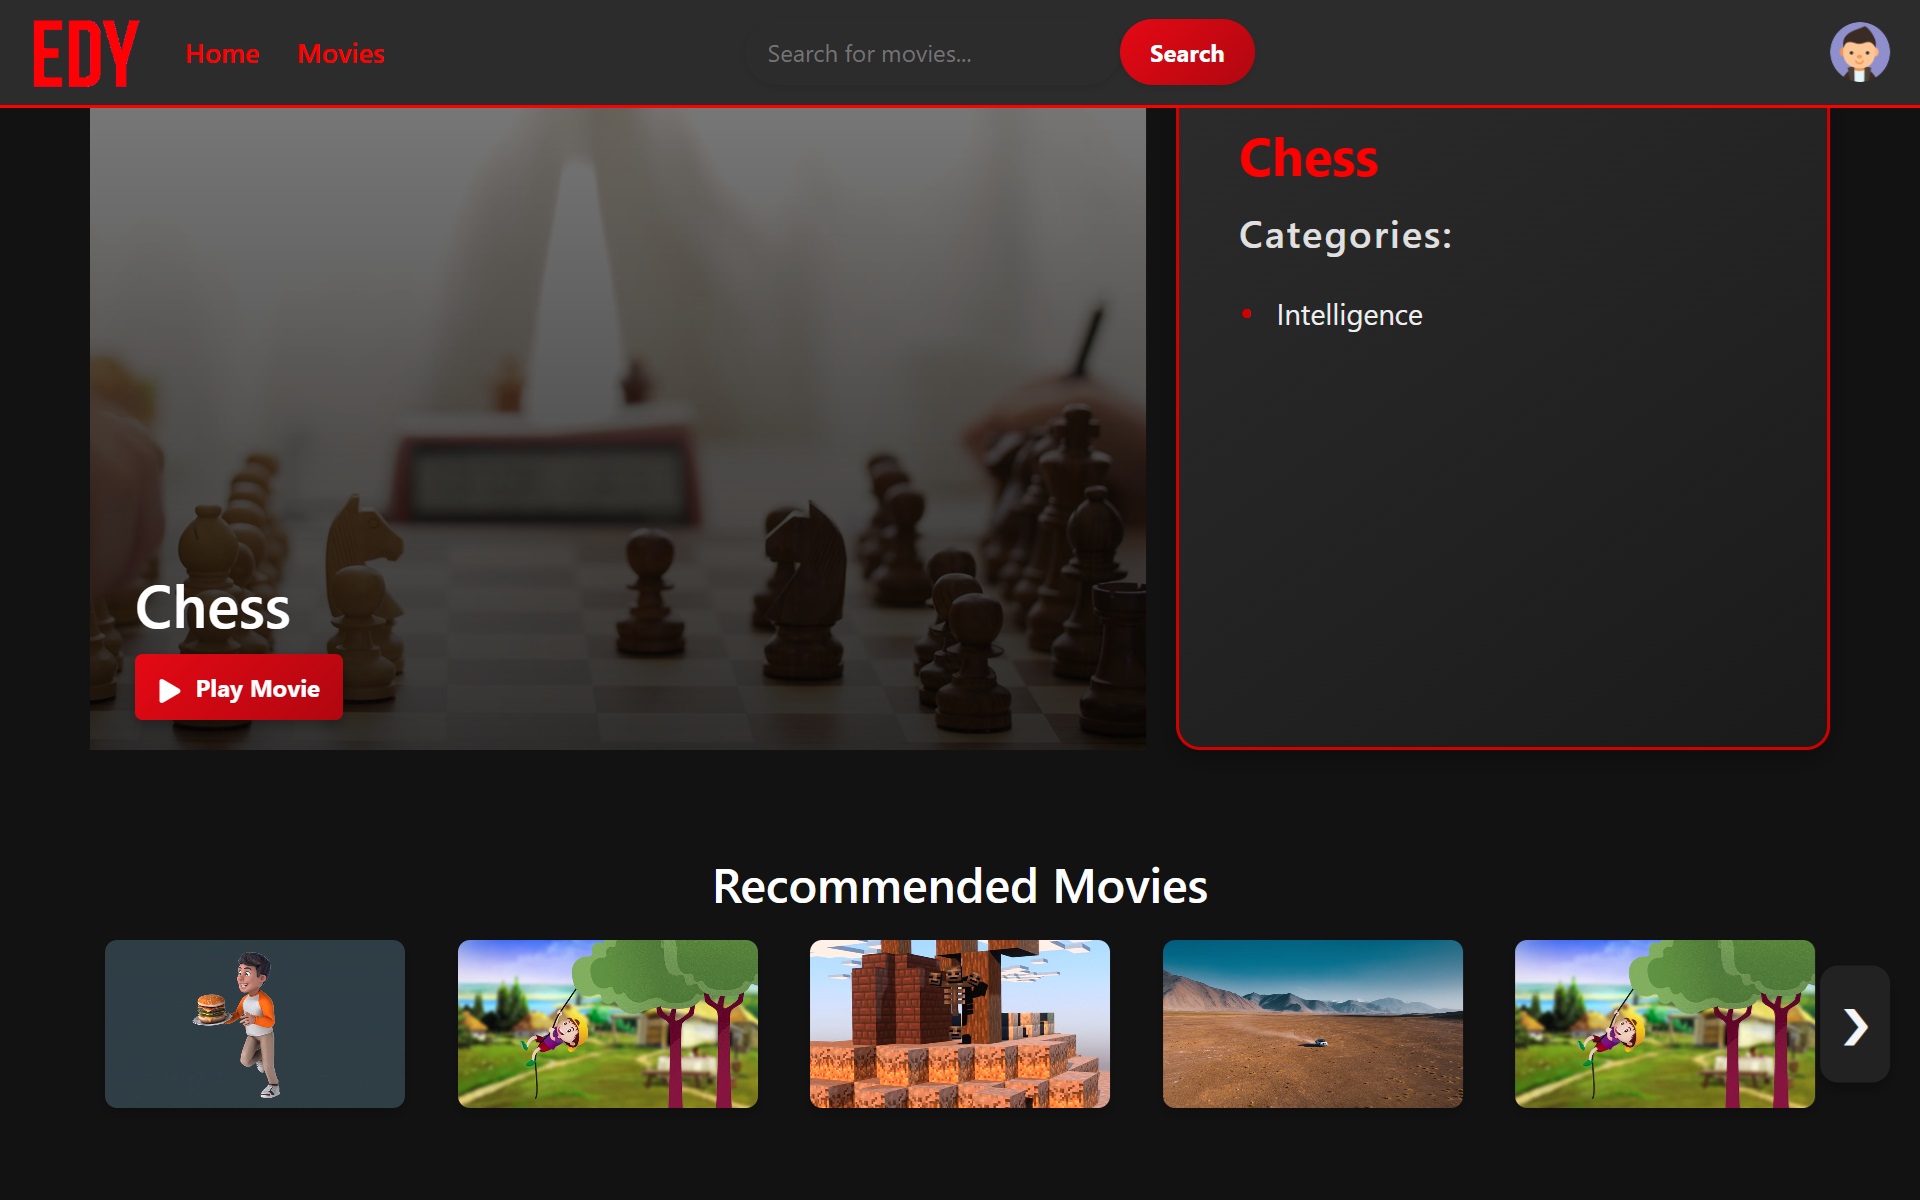 EDY
Home
Movies
Search for movies...
Search
Chess
Categories:
• Intelligence
Chess
Play Movie
Recommended Movies